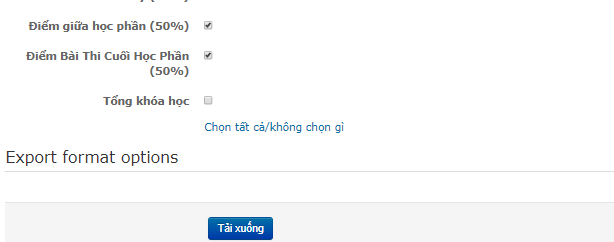 Điểm giữa học phần (50%)
Điểm Bài Thi Cuối Học Phần
(50%)
Tổng khóa học
Chọn tất cả/không chọn gì
Export format options
Tải xuống